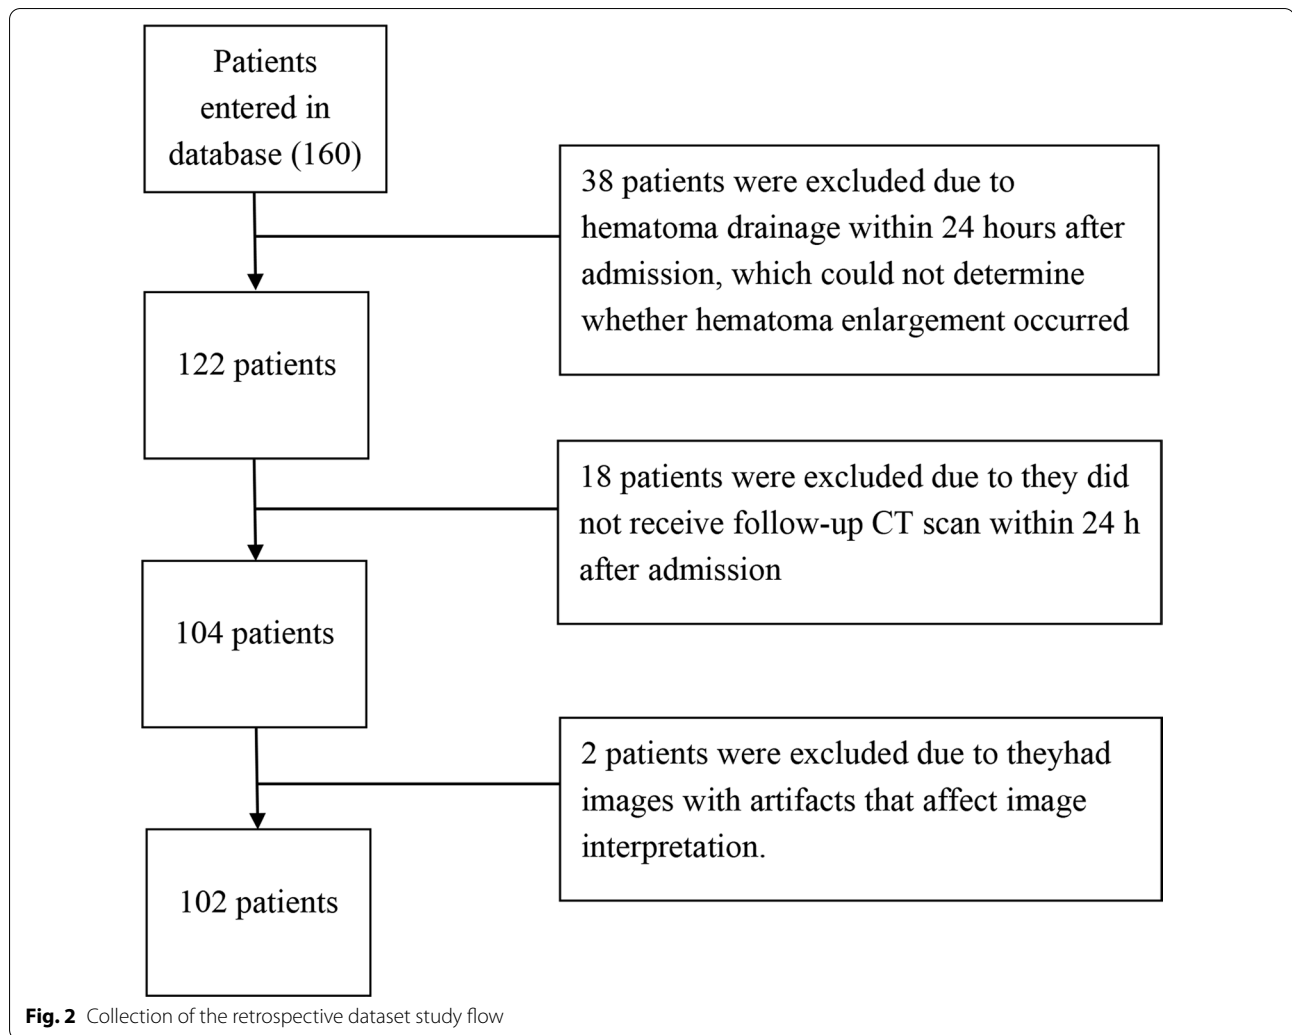 Patients
entered in
database (160)
38 patients were excluded due to
hematoma drainage within 24 hours after
admission, which could not determine
whether hematoma enlargement occurred
122 patients
18 patients were excluded due to they did
not receive follow-up CT scan within 24 h
after admission
104 patients
2 patients were excluded due to theyhad
images with artifacts that affect image
interpretation.
102 patients
Fig. 2 Collection of the retrospective dataset study flow